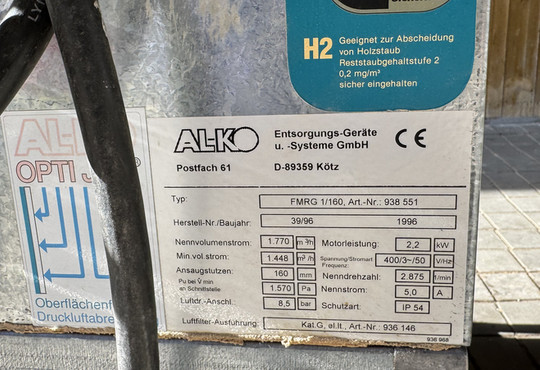 H2 Geeignet zur Abscheidung
von Holzstaub
Reststaubgehaltstufe 2
0,2 mg/m³
sicher eingehalten
AL-KO
OPTI
Oberflächenf
Druckluftabre
AL-KO Entsorgungs-Geräte
u. -Systeme GmbH CE
Postfach 61 D-89359 Kötz
Typ: FMRG 1/160, Art.-Nr.: 938 551
Herstell-Nr./Baujahr: 39/96 1996
Nennvolumenstrom: 1.770 m³/h Motorleistung: 2,2 kW
Min.vol.strom: 1.448 m³/h Spannung/Stromart Frequenz: 400/3~/50 V/Hz
Ansaugstutzen: 160 mm Nenndrehzahl: 2.875 1/min
Pu bei V̇ min an Schnittstelle 1.570 Pa Nennstrom: 5,0 A
Luftdr.-Anschl. 8,5 bar Schutzart: IP 54
Luftfilter-Ausführung: Kat.G, el.lt., Art.-Nr.: 936 146
936 968